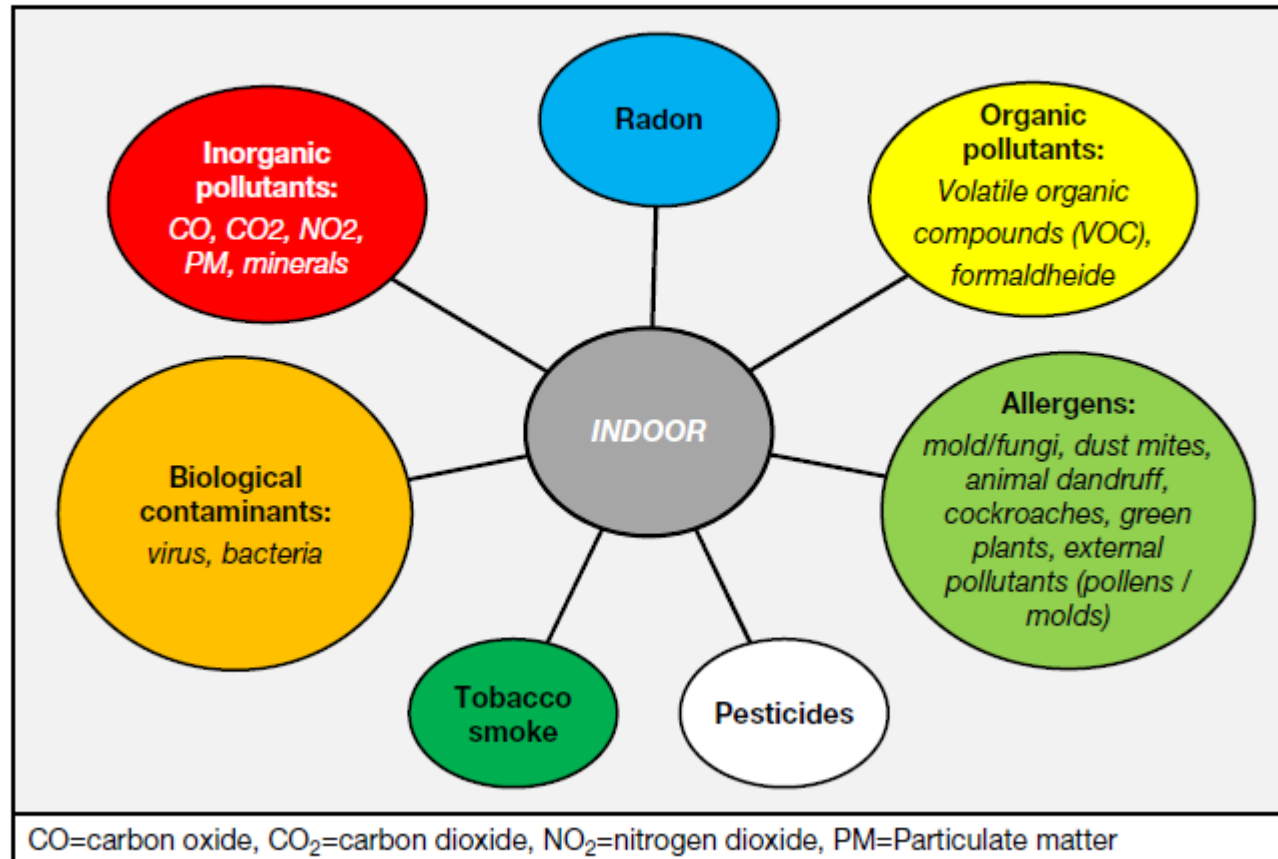 Radon
Inorganic
pollutants:
CO, CO2, NO2,
PM, minerals
Organic
pollutants:
Volatile organic
compounds (VOC),
formaldheide
INDOOR
Biological
contaminants:
virus, bacteria
Allergens:
mold/fungi, dust mites,
animal dandruff,
cockroaches, green
plants, external
pollutants (pollens /
molds)
Tobacco
smoke
Pesticides
CO=carbon oxide, CO₂=carbon dioxide, NO₂=nitrogen dioxide, PM=Particulate matter